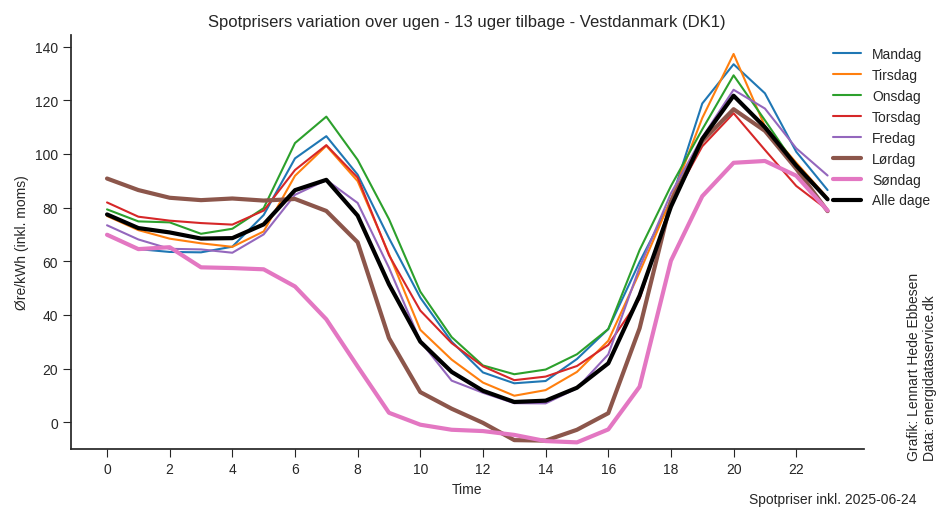 Spotprisers variation over ugen - 13 uger tilbage - Vestdanmark (DK1)
Øre/kWh (inkl. moms)
140
120
100
80
60
40
20
0
0 2 4 6 8 10 12 14 16 18 20 22
Time
Mandag
Tirsdag
Onsdag
Torsdag
Fredag
Lørdag
Søndag
Alle dage
Grafik: Lennart Hede Ebbesen
Data: energidataservice.dk
Spotpriser inkl. 2025-06-24